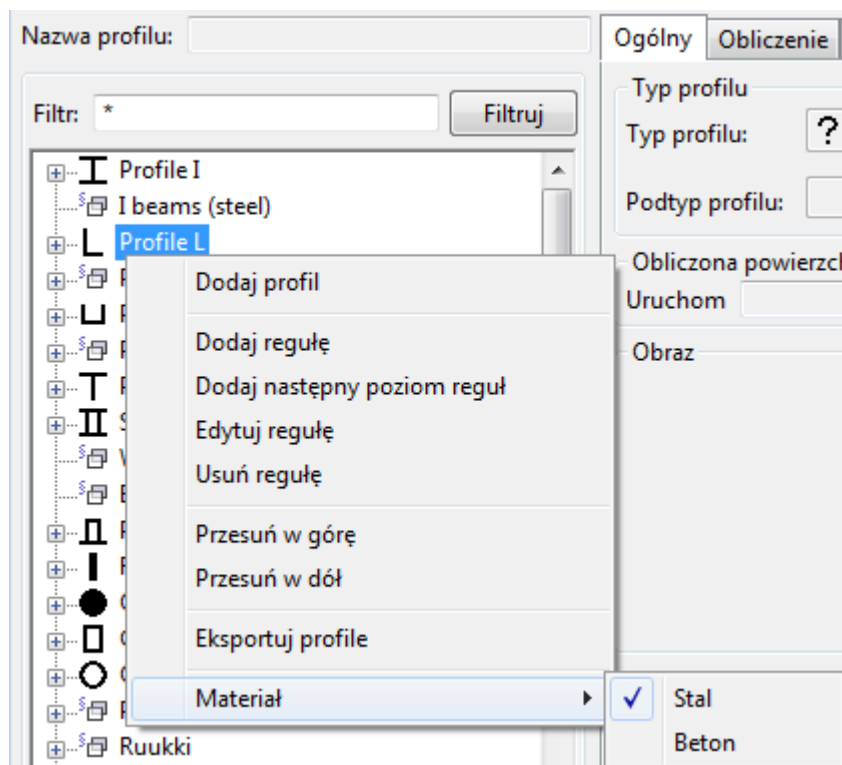 Nazwa profilu:
Ogólny Obliczenie
Filtr: * Filtruj
Typ profilu
Typ profilu: ?
Podtyp profilu:
Profile I
I beams (steel)
Profile L
Obliczona
Uruchom
Obraz
Dodaj profil
Dodaj regułę
Dodaj następny poziom reguł
Edytuj regułę
Usuń regułę
Przesuń w górę
Przesuń w dół
Eksportuj profile
Materiał
Stal
Beton
Ruukki